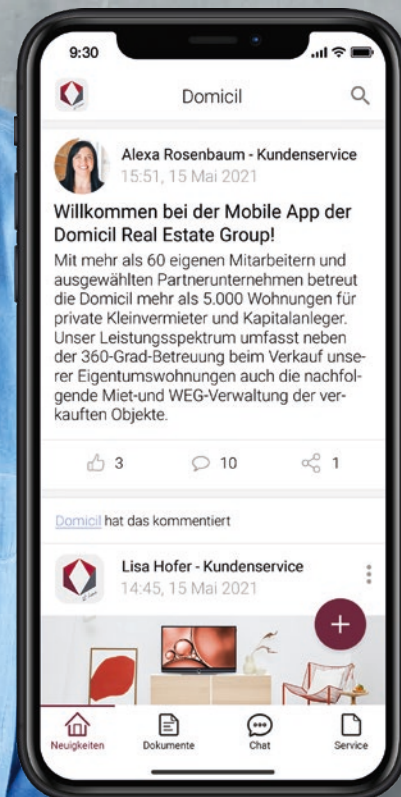 9:30
Domicil
Alexa Rosenbaum - Kundenservice
15:51, 15 Mai 2021
Willkommen bei der Mobile App der
Domicil Real Estate Group!
Mit mehr als 60 eigenen Mitarbeitern und
ausgewählten Partnerunternehmen betreut
die Domicil mehr als 5.000 Wohnungen für
private Kleinvermieter und Kapitalanleger.
Unser Leistungsspektrum umfasst neben
der 360-Grad-Betreuung beim Verkauf unse-
rer Eigentumswohnungen auch die nachfol-
gende Miet-und WEG-Verwaltung der ver-
kauften Objekte.
3 10 1
Domicil hat das kommentiert
Lisa Hofer - Kundenservice
14:45, 15 Mai 2021
Neuigkeiten Dokumente Chat Service